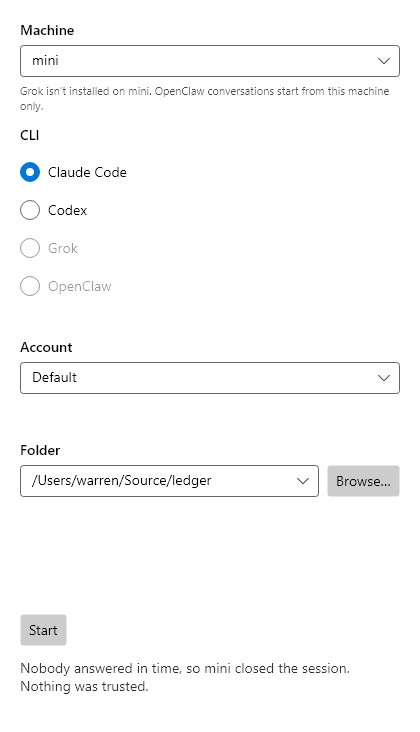 Machine
mini
Grok isn't installed on mini. OpenClaw conversations start from this machine
only.
CLI
Claude Code
Codex
Grok
OpenClaw
Account
Default
Folder
/Users/warren/Source/ledger
Browse...
Start
Nobody answered in time, so mini closed the session.
Nothing was trusted.